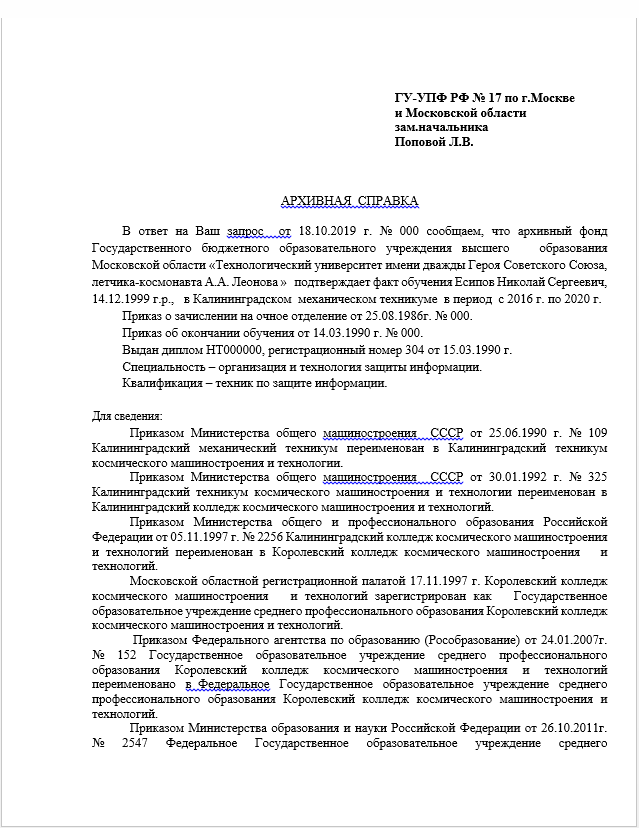 ГУ-УПФ РФ № 17 по г.Москве
и Московской области
зам.начальника
Поповой Л.В.
АРХИВНАЯ СПРАВКА
В ответ на Ваш запрос от 18.10.2019 г. № 000 сообщаем, что архивный фонд
Государственного бюджетного образовательного учреждения высшего образования
Московской области «Технологический университет имени дважды Героя Советского Союза,
летчика-космонавта А.А. Леонова » подтверждает факт обучения Есипов Николай Сергеевич,
14.12.1999 г.р., в Калининградском механическом техникуме в период с 2016 г. по 2020 г.
Приказ о зачислении на очное отделение от 25.08.1986г. № 000.
Приказ об окончании обучения от 14.03.1990 г. № 000.
Выдан диплом НТ000000, регистрационный номер 304 от 15.03.1990 г.
Специальность – организация и технология защиты информации.
Квалификация – техник по защите информации.
Для сведения:
Приказом Министерства общего машиностроения СССР от 25.06.1990 г. № 109
Калининградский механический техникум переименован в Калининградский техникум
космического машиностроения и технологии.
Приказом Министерства общего машиностроения СССР от 30.01.1992 г. № 325
Калининградский техникум космического машиностроения и технологии переименован в
Калининградский колледж космического машиностроения и технологий.
Приказом Министерства общего и профессионального образования Российской
Федерации от 05.11.1997 г. № 2256 Калининградский колледж космического машиностроения
и технологий переименован в Королевский колледж космического машиностроения и
технологий.
Московской областной регистрационной палатой 17.11.1997 г. Королевский колледж
космического машиностроения и технологий зарегистрирован как Государственное
образовательное учреждение среднего профессионального образования Королевский колледж
космического машиностроения и технологий.
Приказом Федерального агентства по образованию (Рособразование) от 24.01.2007г.
№ 152 Государственное образовательное учреждение среднего профессионального
образования Королевский колледж космического машиностроения и технологий
переименовано в Федеральное Государственное образовательное учреждение среднего
профессионального образования Королевский колледж космического машиностроения и
технологий.
Приказом Министерства образования и науки Российской Федерации от 26.10.2011г.
№ 2547 Федеральное Государственное образовательное учреждение среднего